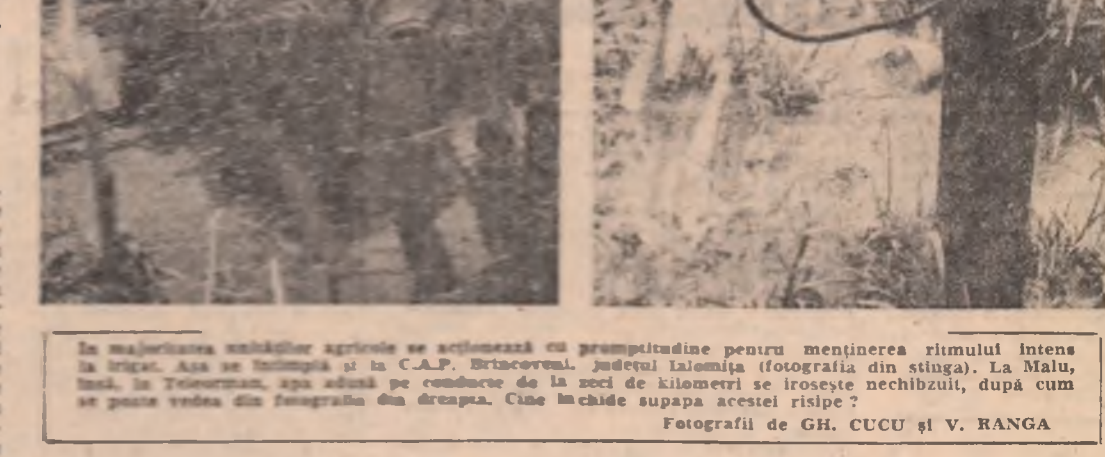 In majoritatea unităților agricole se acționează cu promptitudine pentru menținerea ritmului intens
la irigat. Așa se întîmplă și la C.A.P. Brîncoveni, județul Ialomița (fotografia din stînga). La Malu,
însă, în Teleorman, apa adusă pe conducte de la zeci de kilometri se irosește nechibzuit, după cum
se poate vedea din fotografia din dreapta. Cine închide supapa acestei risipe ?
Fotografii de GH. CUCU și V. RANGA